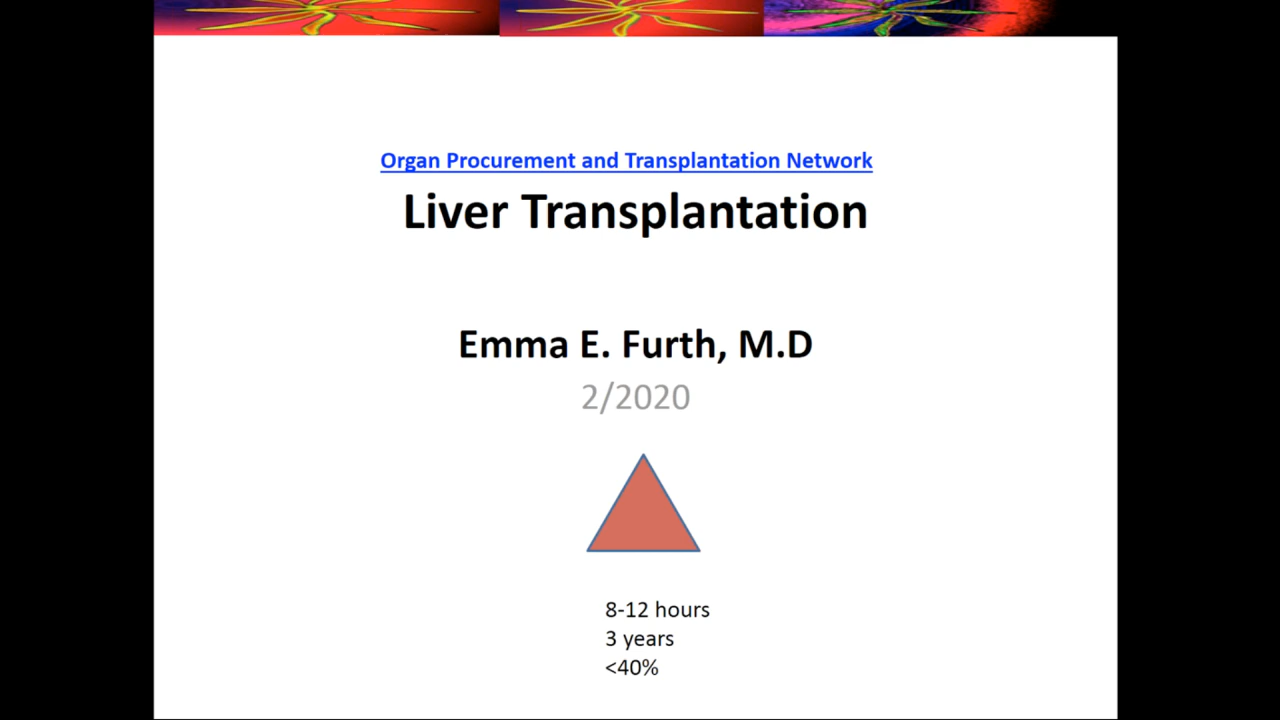 Organ Procurement and Transplantation Network
Liver Transplantation
Emma E. Furth, M.D
2/2020
8-12 hours
3 years
<40%